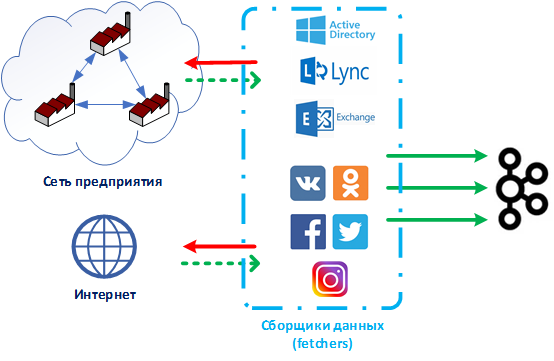 Active
Directory
Lync
Exchange
Сеть предприятия
Интернет
Сборщики данных
(fetchers)